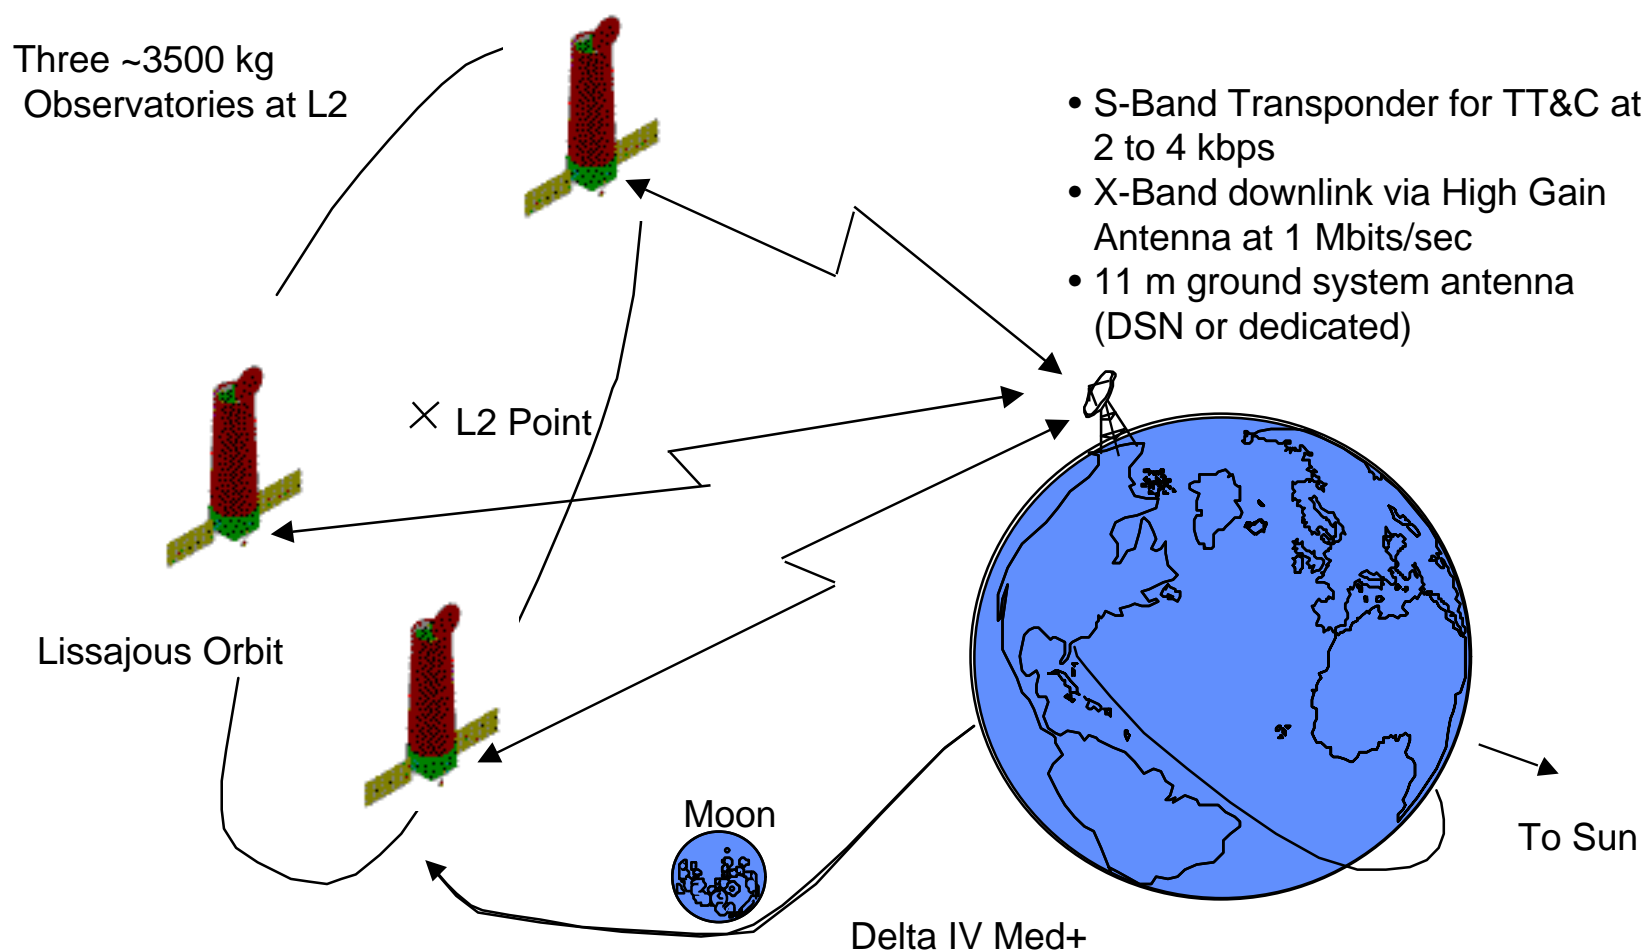 Three ~3500 kg
Observatories at L2
• S-Band Transponder for TT&C at
2 to 4 kbps
• X-Band downlink via High Gain
Antenna at 1 Mbits/sec
• 11 m ground system antenna
(DSN or dedicated)
L2 Point
Lissajous Orbit
Moon
To Sun
Delta IV Med+